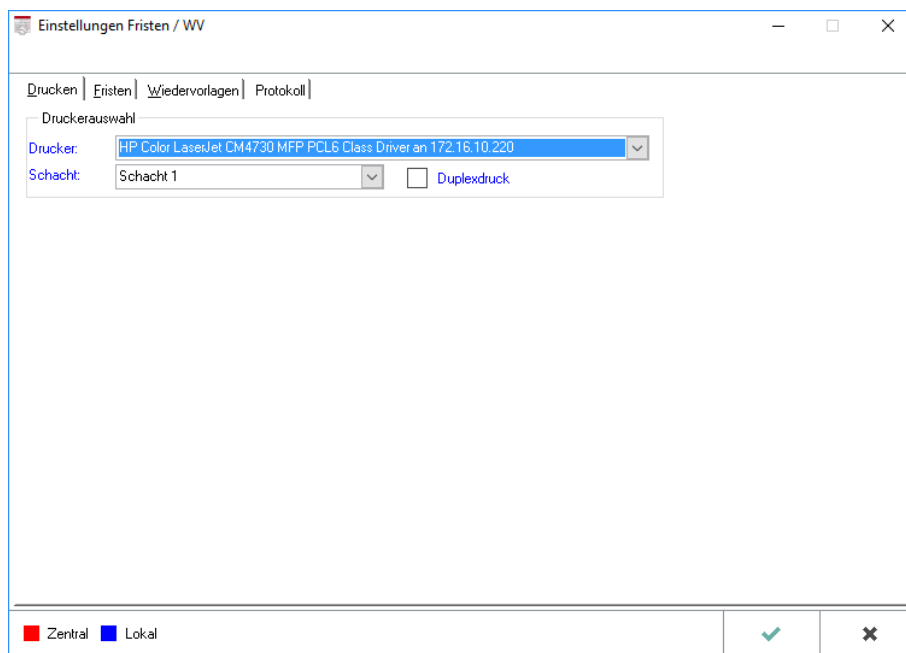 Einstellungen Fristen / WV
Drucken Fristen Wiedervorlagen Protokoll
Druckerauswahl
Drucker: HP Color LaserJet CM4730 MFP PCL6 Class Driver an 172.16.10.220
Schacht: Schacht 1 Duplexdruck
Zentral Lokal